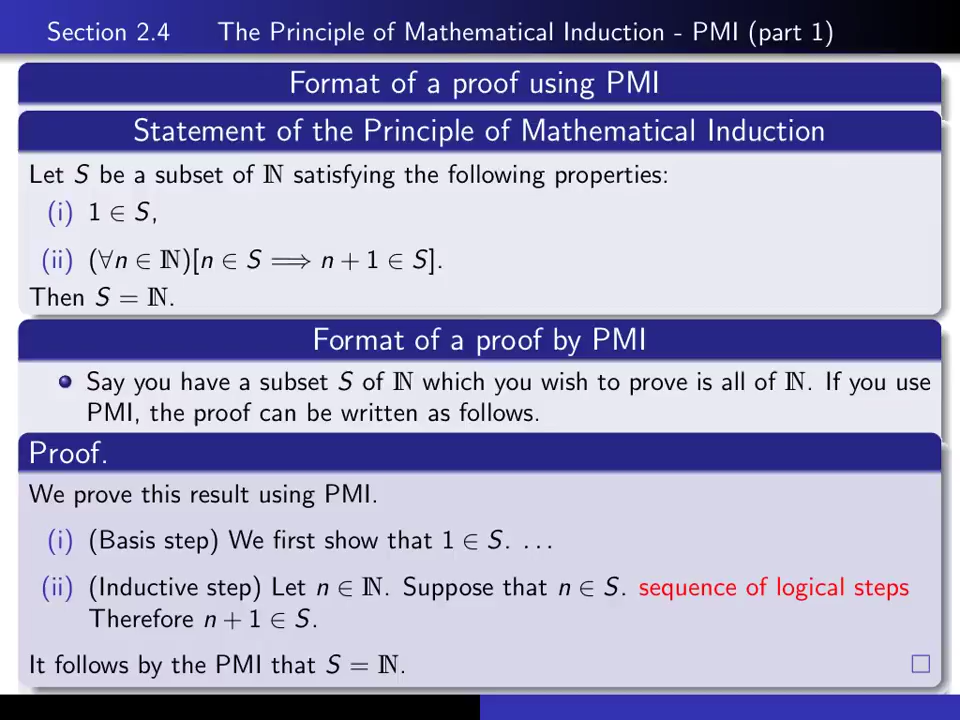 Section 2.4 The Principle of Mathematical Induction - PMI (part 1)
Format of a proof using PMI
Statement of the Principle of Mathematical Induction
Let S be a subset of ℕ satisfying the following properties:
(i) 1 ∈ S,
(ii) (∀n ∈ ℕ)[n ∈ S ⟹ n + 1 ∈ S].
Then S = ℕ.
Format of a proof by PMI
Say you have a subset S of ℕ which you wish to prove is all of ℕ. If you use
PMI, the proof can be written as follows.
Proof.
We prove this result using PMI.
(i) (Basis step) We first show that 1 ∈ S. ...
(ii) (Inductive step) Let n ∈ ℕ. Suppose that n ∈ S. sequence of logical steps
Therefore n + 1 ∈ S.
It follows by the PMI that S = ℕ. □